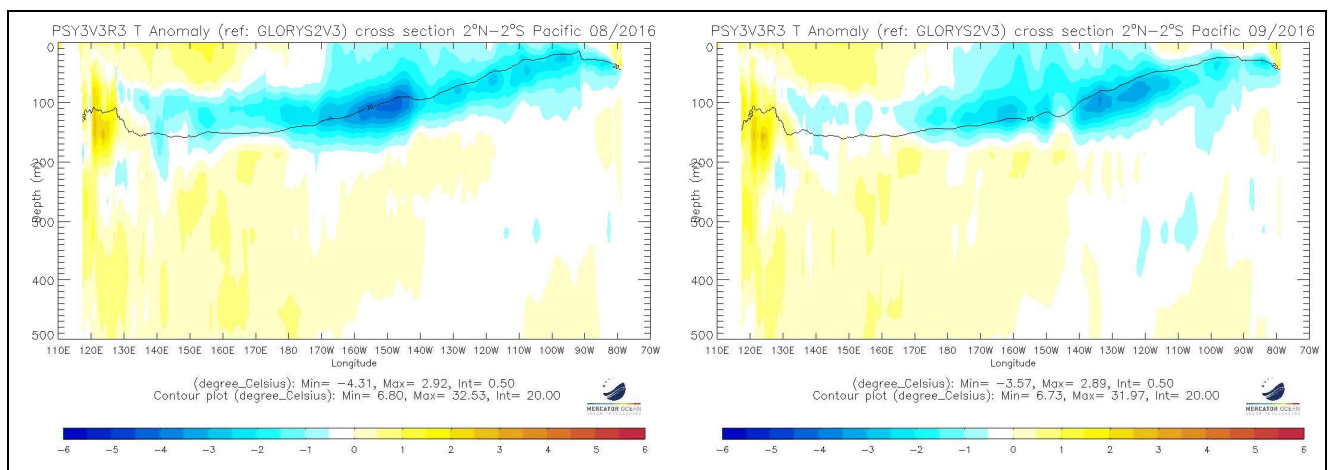 PSY3V3R3 T Anomaly (ref: GLORYS2V3) cross section 2°N-2°S Pacific 08/2016
0
100
200
300
400
500
Depth (m)
20
110E 120E 130E 140E 150E 160E 170E 180 170W 160W 150W 140W 130W 120W 110W 100W 90W 80W 70W
Longitude
(degree_Celsius): Min= -4.31, Max= 2.92, Int= 0.50
Contour plot (degree_Celsius): Min= 6.80, Max= 32.53, Int= 20.00
MERCATOR OCEAN
-6 -5 -4 -3 -2 -1 0 1 2 3 4 5 6
PSY3V3R3 T Anomaly (ref: GLORYS2V3) cross section 2°N-2°S Pacific 09/2016
0
100
200
300
400
500
Depth (m)
20
110E 120E 130E 140E 150E 160E 170E 180 170W 160W 150W 140W 130W 120W 110W 100W 90W 80W 70W
Longitude
(degree_Celsius): Min= -3.57, Max= 2.89, Int= 0.50
Contour plot (degree_Celsius): Min= 6.73, Max= 31.97, Int= 20.00
MERCATOR OCEAN
-6 -5 -4 -3 -2 -1 0 1 2 3 4 5 6